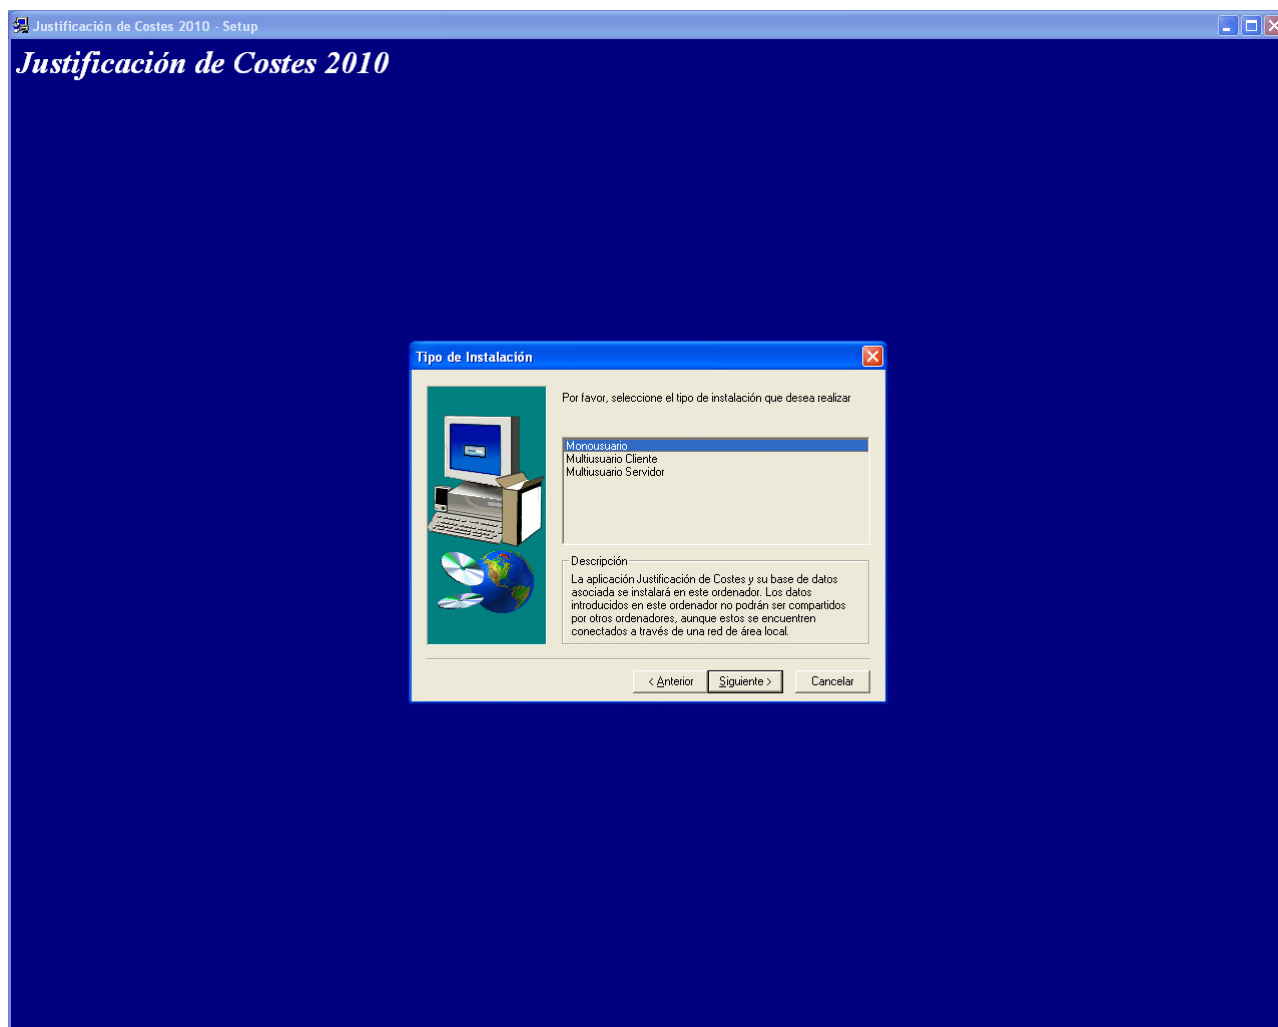 Justificación de Costes 2010 - Setup
Justificación de Costes 2010
Tipo de Instalación
Por favor, seleccione el tipo de instalación que desea realizar
Monousuario
Multiusuario Cliente
Multiusuario Servidor
Descripción
La aplicación Justificación de Costes y su base de datos
asociada se instalará en este ordenador. Los datos
introducidos en este ordenador no podrán ser compartidos
por otros ordenadores, aunque estos se encuentren
conectados a través de una red de área local.
< Anterior Siguiente > Cancelar